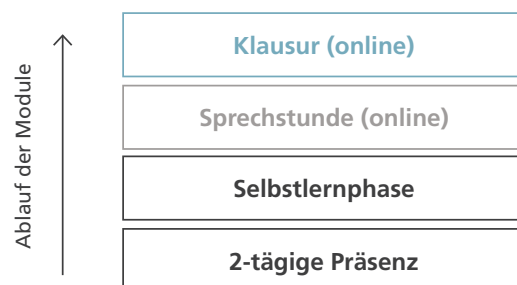 Ablauf der Module
Klausur (online)
Sprechstunde (online)
Selbstlernphase
2-tägige Präsenz